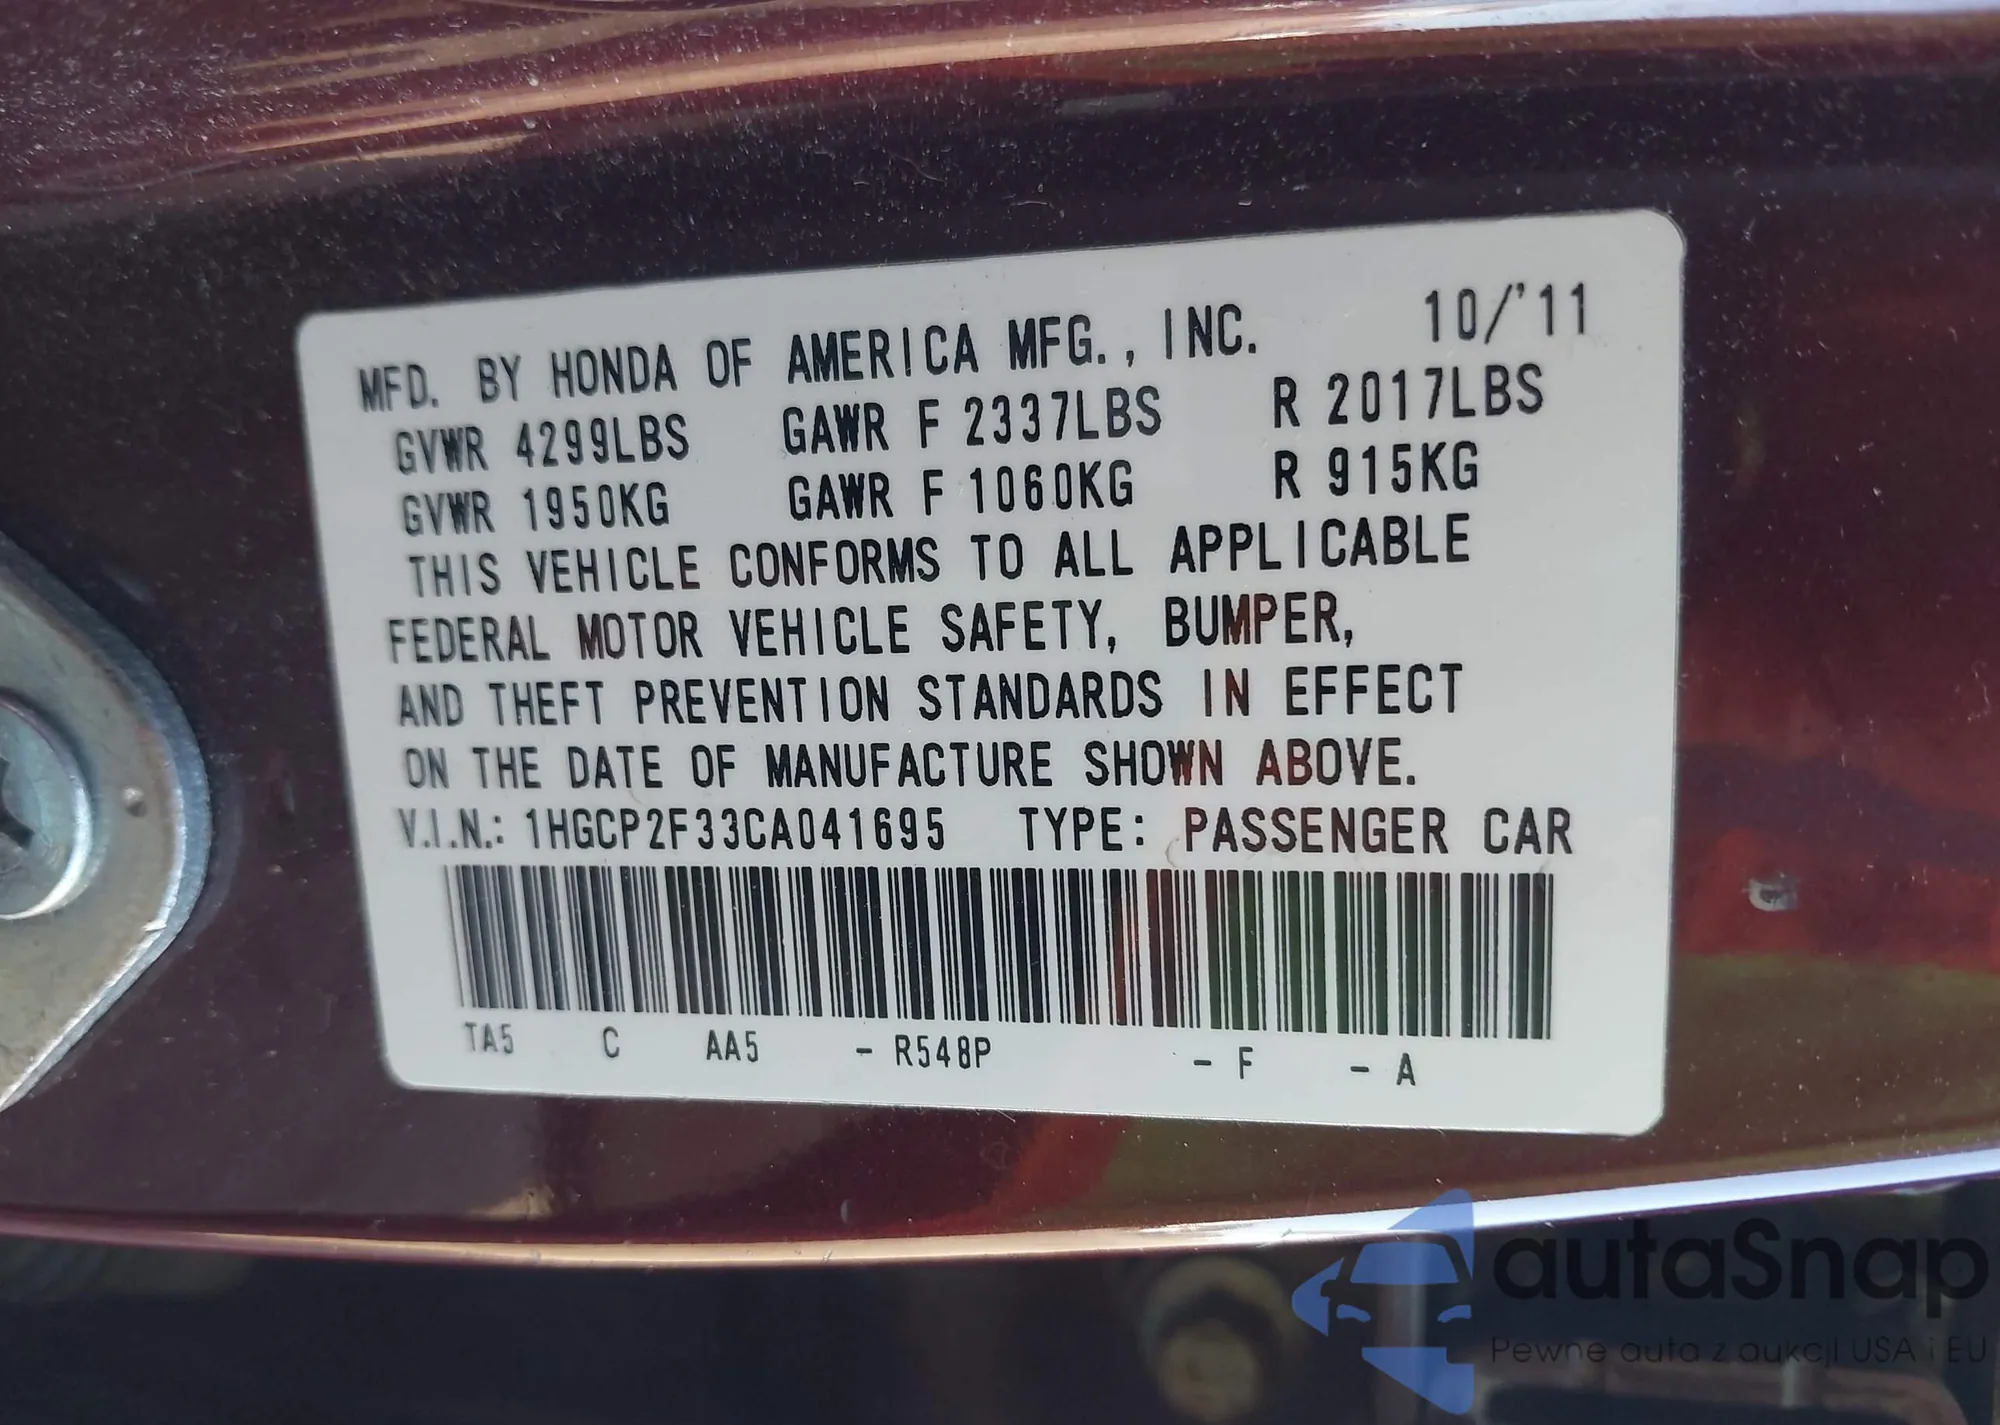 MFD. BY HONDA OF AMERICA MFG., INC. 10/'11
GVWR 4299LBS GAWR F 2337LBS R 2017LBS
GVWR 1950KG GAWR F 1060KG R 915KG
THIS VEHICLE CONFORMS TO ALL APPLICABLE
FEDERAL MOTOR VEHICLE SAFETY, BUMPER,
AND THEFT PREVENTION STANDARDS IN EFFECT
ON THE DATE OF MANUFACTURE SHOWN ABOVE.
V.I.N.: 1HGCP2F33CA041695 TYPE: PASSENGER CAR
TA5 C AA5 - R548P - F - A
autaSnap
Pewne auta z aukcji USA i EU